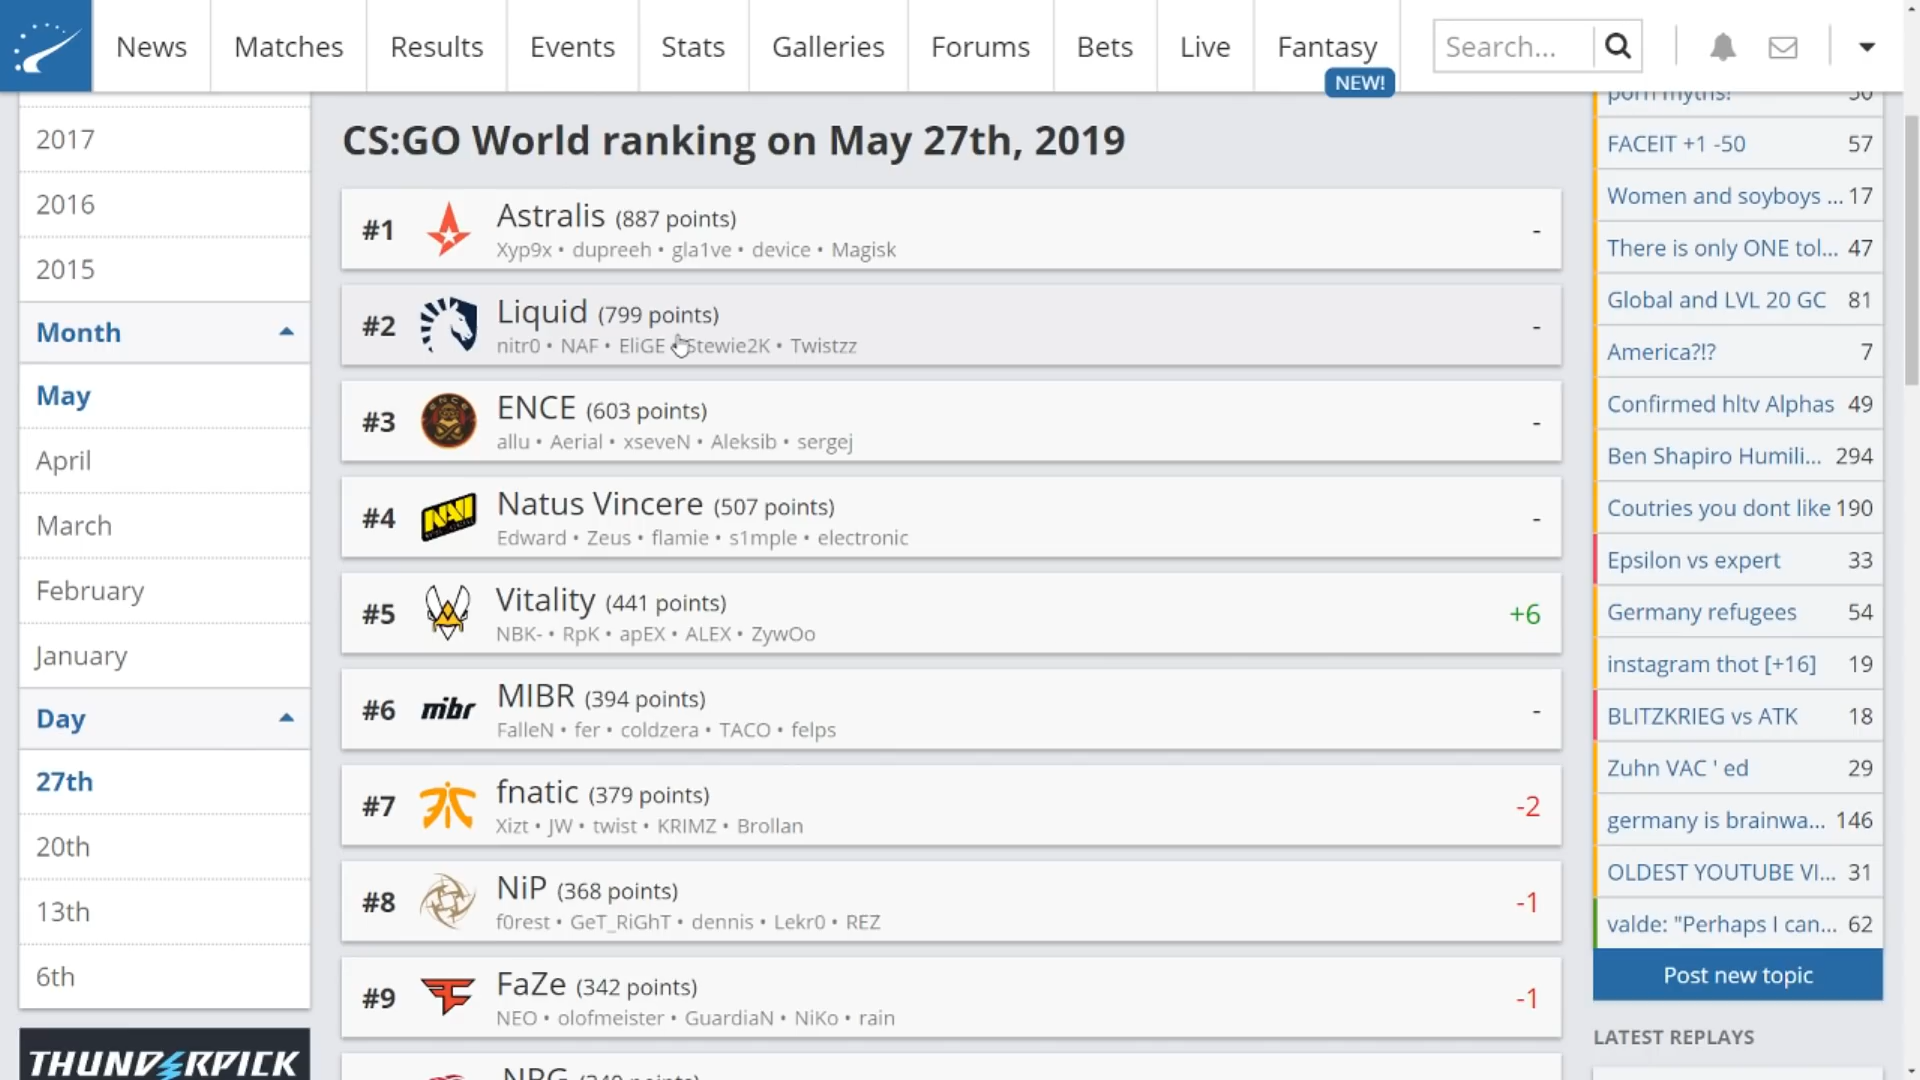 News
Matches
Results
Events
Stats
Galleries
Forums
Bets
Live
Fantasy
NEW!
Search...
2017
2016
2015
Month
May
April
March
February
January
Day
27th
20th
13th
6th
THUNDERPICK
CS:GO World ranking on May 27th, 2019
#1 Astralis (887 points) -
Xyp9x • dupreeh • gla1ve • device • Magisk
#2 Liquid (799 points) -
nitr0 • NAF • EliGE • Stewie2K • Twistzz
#3 ENCE (603 points) -
allu • Aerial • xseveN • Aleksib • sergej
#4 NAVI Natus Vincere (507 points) -
Edward • Zeus • flamie • s1mple • electronic
#5 Vitality (441 points) +6
NBK- • RpK • apEX • ALEX • ZywOo
#6 mibr MIBR (394 points) -
FalleN • fer • coldzera • TACO • felps
#7 fnatic (379 points) -2
Xizt • JW • twist • KRIMZ • Brollan
#8 NiP (368 points) -1
f0rest • GeT_RiGhT • dennis • Lekr0 • REZ
#9 FaZe (342 points) -1
NEO • olofmeister • GuardiaN • NiKo • rain
NRG
porn myths! 50
FACEIT +1 -50 57
Women and soyboys ... 17
There is only ONE tol... 47
Global and LVL 20 GC 81
America?!? 7
Confirmed hltv Alphas 49
Ben Shapiro Humili... 294
Coutries you dont like 190
Epsilon vs expert 33
Germany refugees 54
instagram thot [+16] 19
BLITZKRIEG vs ATK 18
Zuhn VAC ' ed 29
germany is brainwa... 146
OLDEST YOUTUBE VI... 31
valde: "Perhaps I can... 62
Post new topic
LATEST REPLAYS